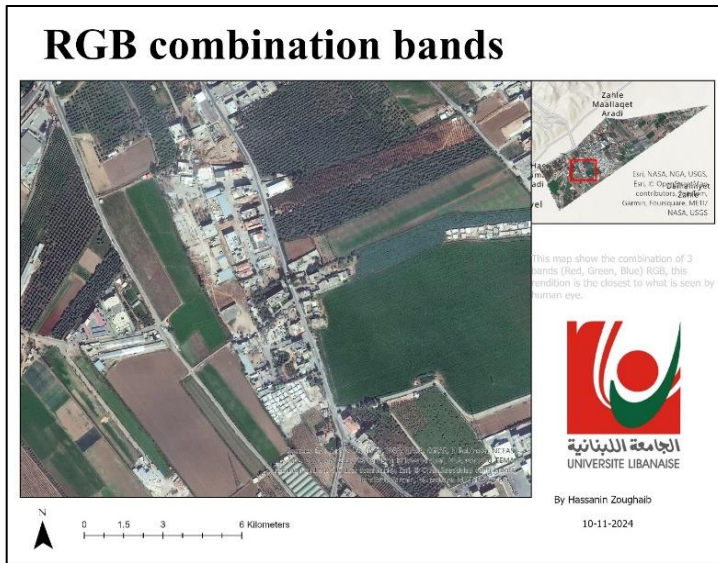 RGB combination bands
Zahle
Maallaqet
Aradi
Esri, NASA, NGA, USGS,
Esri, © OpenStreetMap
contributors, TomTom,
Garmin, Foursquare, METI/
NASA, USGS
Zahle
This map show the combination of 3
bands (Red, Green, Blue) RGB, this
rendition is the closest to what is seen by
human eye.
الجامعة اللبنانية
UNIVERSITE LIBANAISE
By Hassanin Zoughaib
10-11-2024
N
0 1.5 3 6 Kilometers